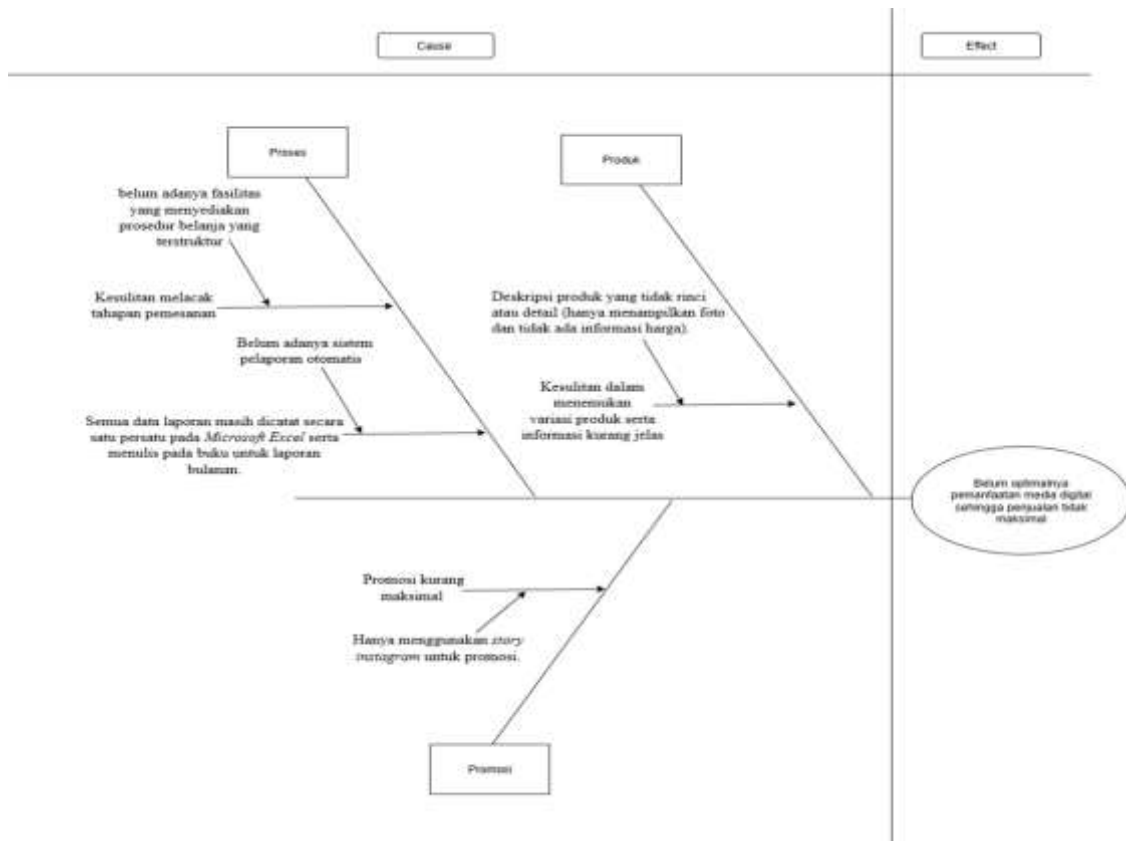 Cause
Effect
Proses
Produk
belum adanya fasilitas
yang menyediakan
prosedur belanja yang
terstruktur
Kesulitan melacak
tahapan pemesanan
Belum adanya sistem
pelaporan otomatis
Semua data laporan masih dicatat secara
satu persatu pada Microsoft Excel serta
menulis pada buku untuk laporan
bulanan.
Deskripsi produk yang tidak rinci
atau detail (hanya menampilkan foto
dan tidak ada informasi harga).
Kesulitan dalam
menemukan
variasi produk serta
informasi kurang jelas
Belum optimalnya
pemanfaatan media digital
sehingga penjualan tidak
maksimal
Promosi kurang
maksimal
Hanya menggunakan story
instagram untuk promosi.
Promosi